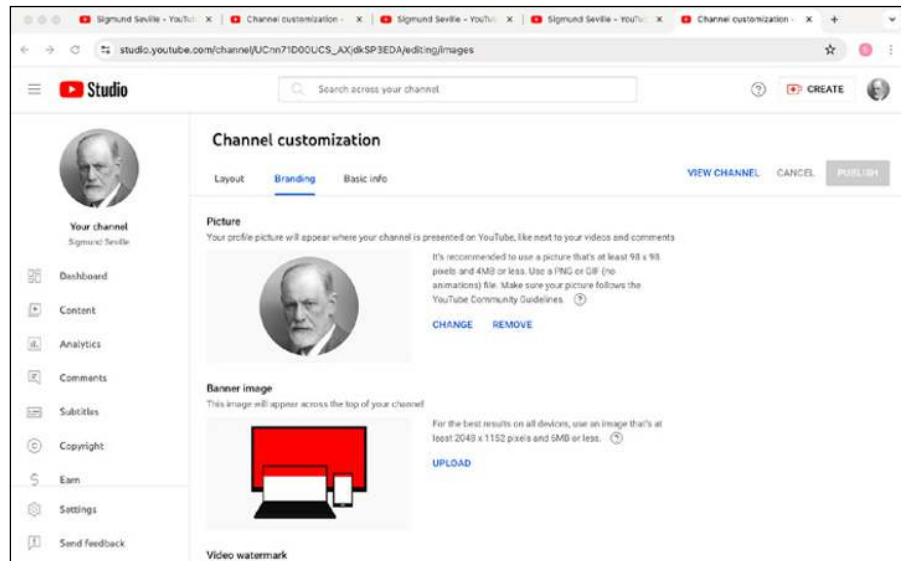 Sigmund Seville - YouTu
Channel customization -
Sigmund Seville - YouTu
Sigmund Seville - YouTu
Channel customization -
studio.youtube.com/channel/UCnn71D00UCS_AXjdkSP3EDA/editing/images
Studio
Search across your channel
CREATE
Your channel
Sigmund Seville
Dashboard
Content
Analytics
Comments
Subtitles
Copyright
Earn
Settings
Send feedback
Channel customization
Layout Branding Basic info
VIEW CHANNEL CANCEL PUBLISH
Picture
Your profile picture will appear where your channel is presented on YouTube, like next to your videos and comments
It's recommended to use a picture that's at least 98 x 98
pixels and 4MB or less. Use a PNG or GIF (no
animations) file. Make sure your picture follows the
YouTube Community Guidelines.
CHANGE REMOVE
Banner image
This image will appear across the top of your channel
For the best results on all devices, use an image that's at
least 2048 x 1152 pixels and 6MB or less.
UPLOAD
Video watermark